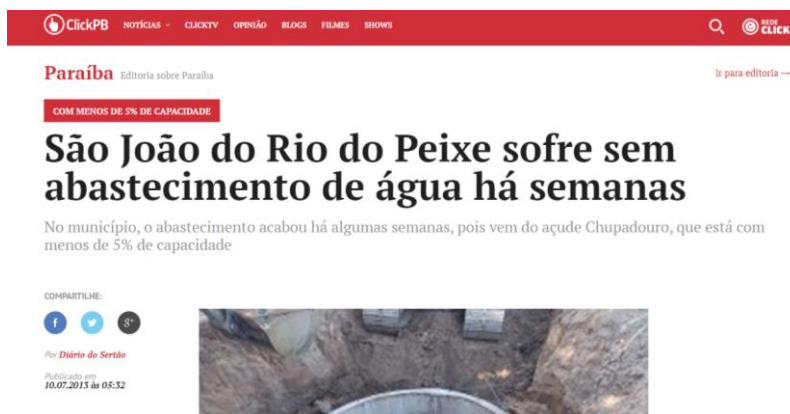 ClickPB NOTÍCIAS CLICKTV OPINIÃO BLOGS FILMES SHOWS REDE CLICK
Paraíba Editoria sobre Paraíba Ir para editoria →
COM MENOS DE 5% DE CAPACIDADE
São João do Rio do Peixe sofre sem
abastecimento de água há semanas
No município, o abastecimento acabou há algumas semanas, pois vem do açude Chupadouro, que está com
menos de 5% de capacidade
COMPARTILHE:
Por Diário do Sertão
Publicado em
10.07.2013 às 05:32